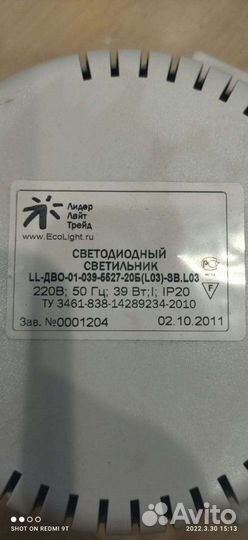 Лидер
Лайт
Трейд
www.EcoLight.ru
СВЕТОДИОДНЫЙ
СВЕТИЛЬНИК
LL-ДВО-01-039-5527-20Б(L03)-SB.L03
220В; 50 Гц; 39 Вт;I; IP20
ТУ 3461-838-14289234-2010
Зав. №0001204 02.10.2011
F
SHOT ON REDMI 9T
2022.3.30 15:13
Avito